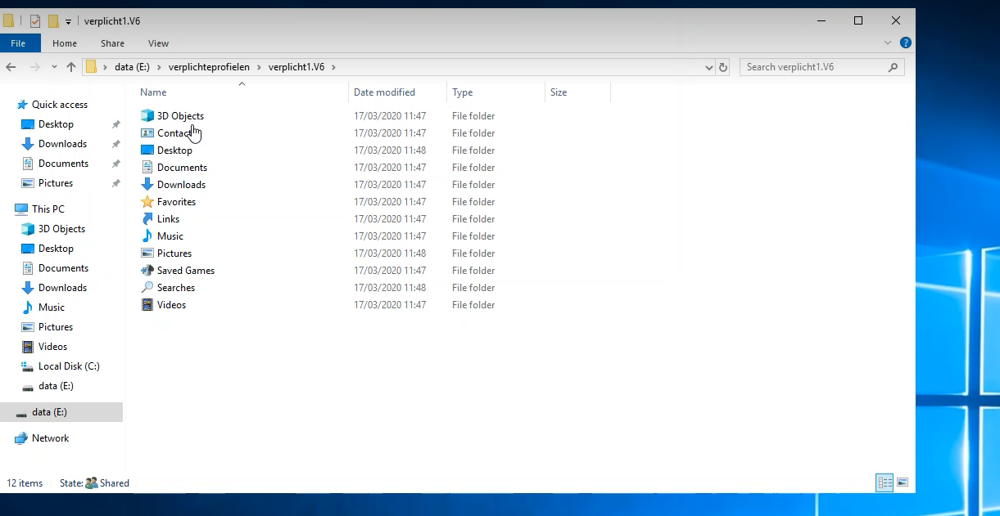 verplicht1.V6
File Home Share View
data (E:) verplichteprofielen verplicht1.V6 Search verplicht1.V6
Name Date modified Type Size
Quick access
Desktop
Downloads
Documents
Pictures
This PC
3D Objects
Desktop
Documents
Downloads
Music
Pictures
Videos
Local Disk (C:)
data (E:)
data (E:)
Network
3D Objects 17/03/2020 11:47 File folder
Contac 17/03/2020 11:47 File folder
Desktop 17/03/2020 11:48 File folder
Documents 17/03/2020 11:47 File folder
Downloads 17/03/2020 11:47 File folder
Favorites 17/03/2020 11:47 File folder
Links 17/03/2020 11:47 File folder
Music 17/03/2020 11:47 File folder
Pictures 17/03/2020 11:48 File folder
Saved Games 17/03/2020 11:47 File folder
Searches 17/03/2020 11:48 File folder
Videos 17/03/2020 11:47 File folder
12 items State: Shared